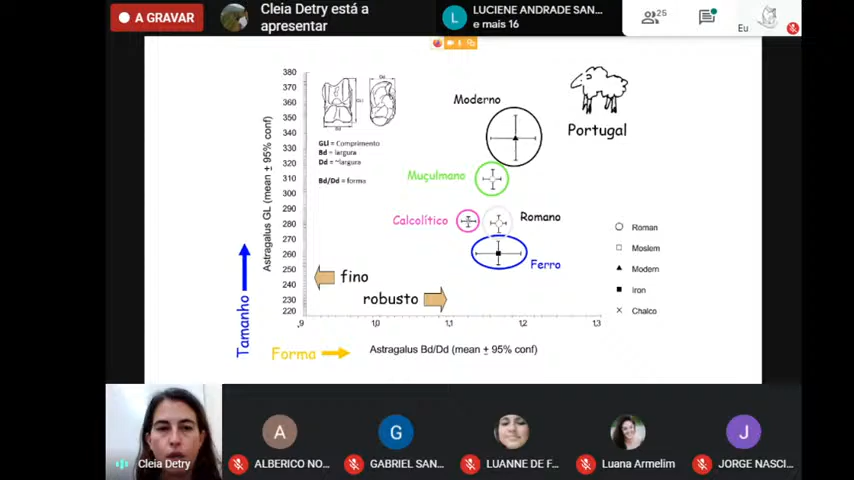 A GRAVAR
Cleia Detry está a
apresentar
L
LUCIENE ANDRADE SAN...
e mais 16
25
Eu
380
370
360
350
340
330
320
310
300
290
280
270
260
250
240
230
220
Astragalus GL (mean ± 95% conf)
Tamanho
GLl
Bd
Dd
GLl = Comprimento
Bd = largura
Dd = ~largura
Bd/Dd = forma
Moderno
Portugal
Muçulmano
Calcolítico
Romano
Ferro
fino
robusto
Roman
Moslem
Modern
Iron
Chalco
,9
1,0
1,1
1,2
1,3
Forma
Astragalus Bd/Dd (mean ± 95% conf)
A
G
J
Cleia Detry
ALBERICO NO...
GABRIEL SAN...
LUANNE DE F...
Luana Armelim
JORGE NASCI...